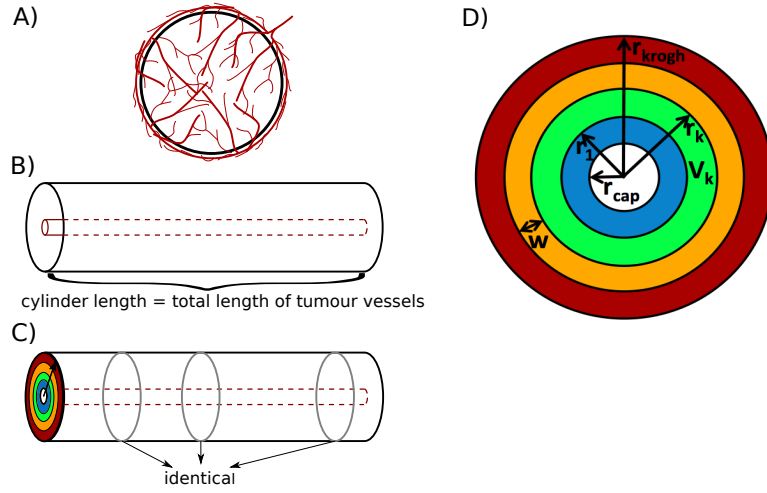 A)
B)
cylinder length = total length of tumour vessels
C)
identical
D)
r_krogh
r_k
r_1
V_k
r_cap
w